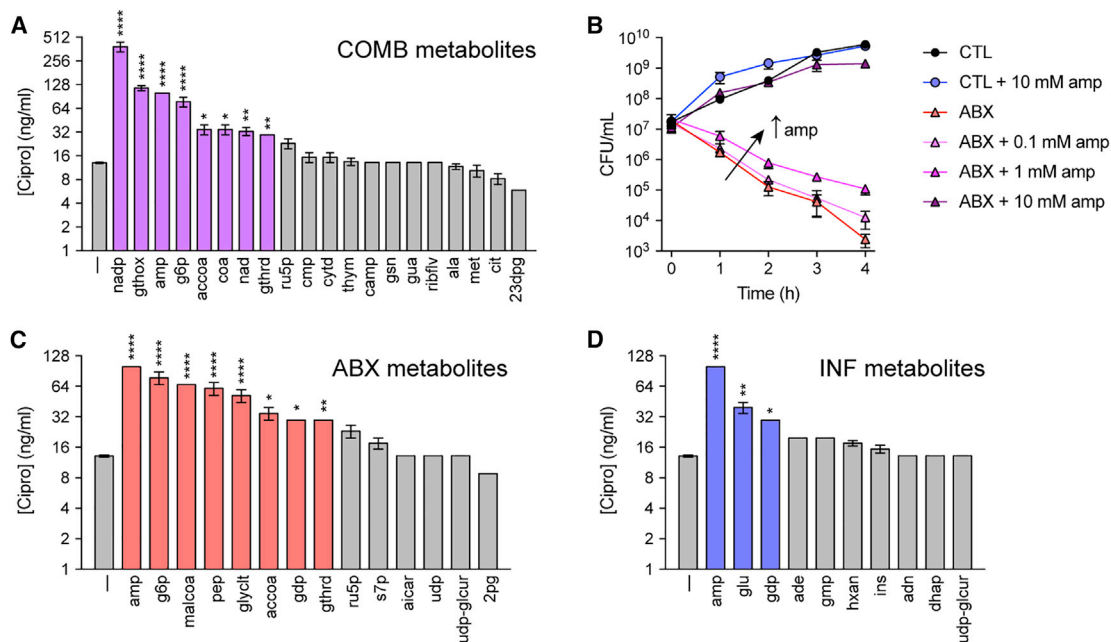 A
COMB metabolites
[Cipro] (ng/ml)
512
256
128
64
32
16
8
4
2
1
**** **** **** **** * * ** **
— nadp gthox amp g6p accoa coa nad gthrd ru5p cmp cytd thym camp gsn gua ribflv ala met cit 23dpg
B
CFU/mL
10¹⁰
10⁹
10⁸
10⁷
10⁶
10⁵
10⁴
10³
0 1 2 3 4
Time (h)
↑ amp
CTL
CTL + 10 mM amp
ABX
ABX + 0.1 mM amp
ABX + 1 mM amp
ABX + 10 mM amp
C
ABX metabolites
[Cipro] (ng/ml)
128
64
32
16
8
4
2
1
**** **** **** **** **** * * **
— amp g6p malcoa pep glyclt accoa gdp gthrd ru5p s7p aicar udp udp-glcur 2pg
D
INF metabolites
[Cipro] (ng/ml)
128
64
32
16
8
4
2
1
**** ** *
— amp glu gdp ade gmp hxan ins adn dhap udp-glcur